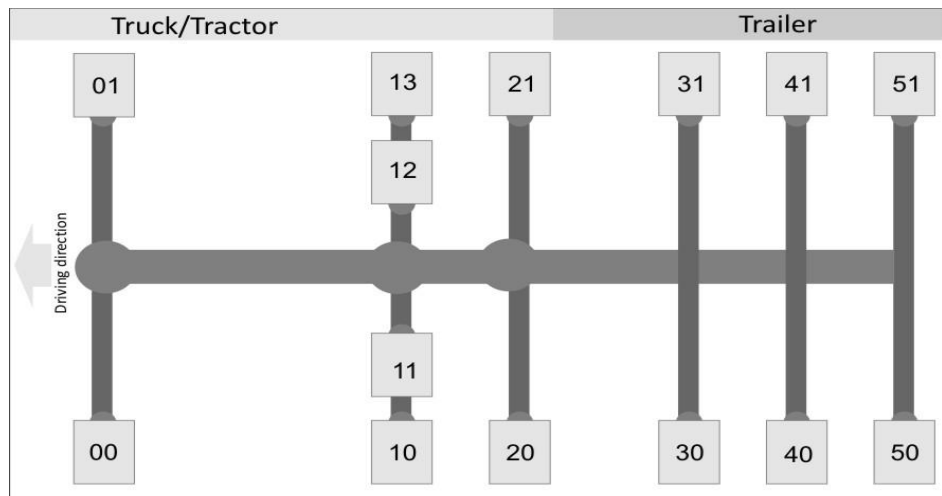 Truck/Tractor Trailer
01 13 21 31 41 51
12
Driving direction
11
00 10 20 30 40 50